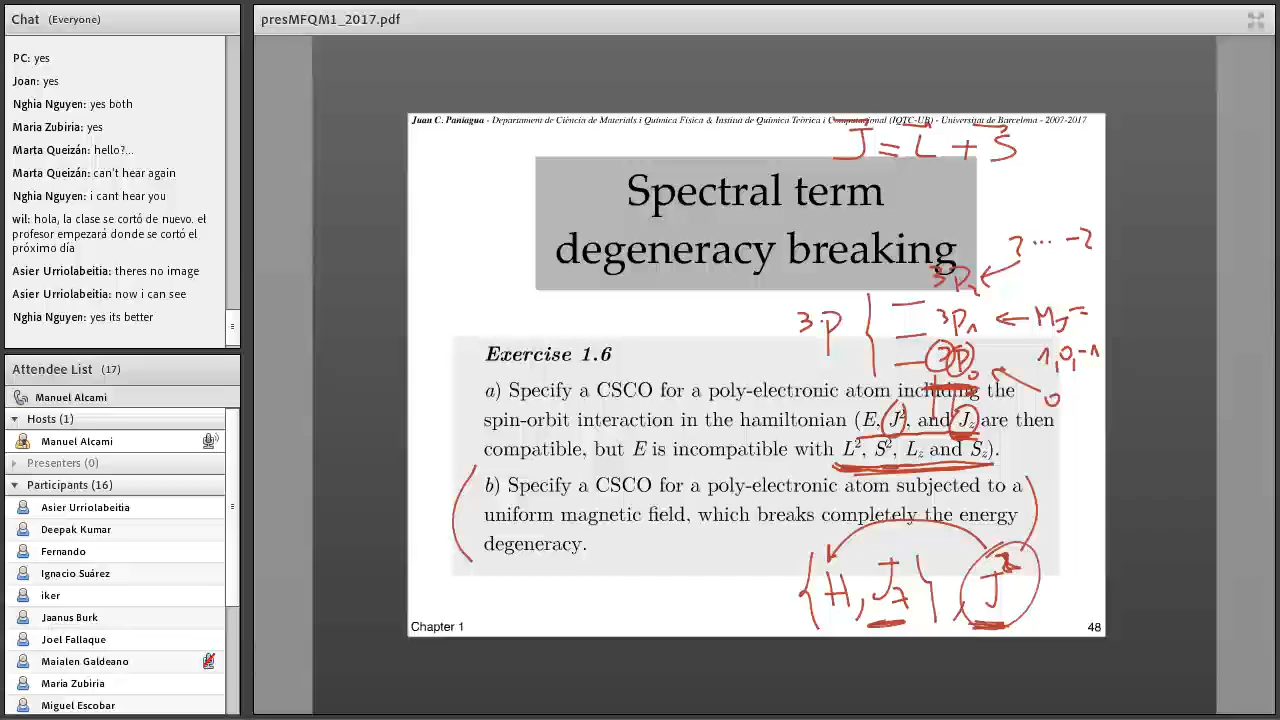 Chat (Everyone)
PC: yes
Joan: yes
Nghia Nguyen: yes both
Maria Zubiria: yes
Marta Queizán: hello?...
Marta Queizán: can't hear again
Nghia Nguyen: i cant hear you
wil: hola, la clase se cortó de nuevo. el
profesor empezará donde se cortó el
próximo día
Asier Urriolabeitia: theres no image
Asier Urriolabeitia: now i can see
Nghia Nguyen: yes its better
Attendee List (17)
Manuel Alcami
Hosts (1)
Manuel Alcami
Presenters (0)
Participants (16)
Asier Urriolabeitia
Deepak Kumar
Fernando
Ignacio Suárez
iker
Jaanus Burk
Joel Fallaque
Maialen Galdeano
Maria Zubiria
Miguel Escobar
presMFQM1_2017.pdf
Juan C. Paniagua - Departament de Ciència de Materials i Química Física & Institut de Química Teòrica i Computacional (IQTC-UB) - Universitat de Barcelona - 2007-2017
J = L + S
Spectral term
degeneracy breaking
2 ... -2
3P2
3P { 3P1 ← MJ =
1, 0, -1
3P0
0
Exercise 1.6
a) Specify a CSCO for a poly-electronic atom including the
spin-orbit interaction in the hamiltonian (E, J², and Jz are then
compatible, but E is incompatible with L², S², Lz and Sz).
b) Specify a CSCO for a poly-electronic atom subjected to a
uniform magnetic field, which breaks completely the energy
degeneracy.
{H, Jz}, J²
Chapter 1
48